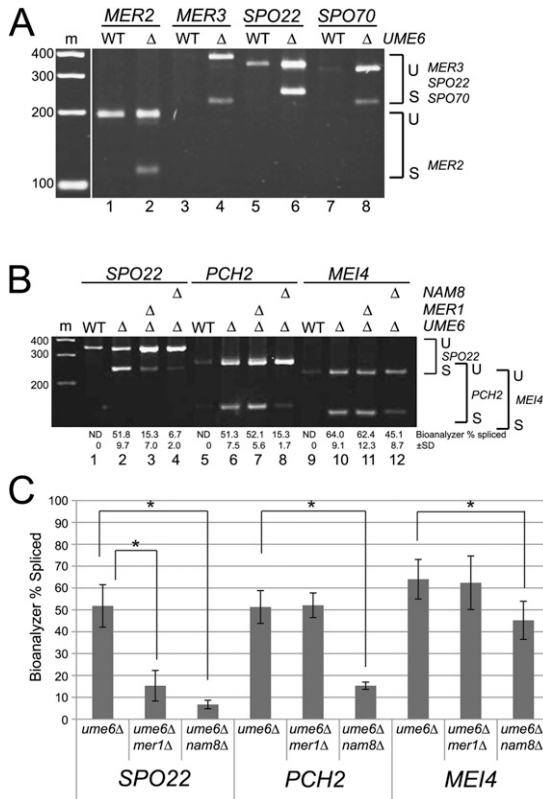 A
MER2 MER3 SPO22 SPO70
m WT Δ WT Δ WT Δ WT Δ UME6
400
300
200
100
U MER3
SPO22
S SPO70
U
S MER2
1 2 3 4 5 6 7 8
B
SPO22 PCH2 MEI4
Δ Δ Δ NAM8
Δ Δ Δ MER1
m WT Δ Δ Δ WT Δ Δ Δ WT Δ Δ Δ UME6
400
300
200
U SPO22
S
U PCH2
S
U MEI4
S
ND 51.8 15.3 6.7 ND 51.3 52.1 15.3 ND 64.0 62.4 45.1 Bioanalyzer % spliced
0 9.7 7.0 2.0 0 7.5 5.6 1.7 0 9.1 12.3 8.7 ±SD
1 2 3 4 5 6 7 8 9 10 11 12
C
Bioanalyzer % Spliced
100
90
80
70
60
50
40
30
20
10
0
* * * *
ume6Δ ume6Δ ume6Δ ume6Δ ume6Δ ume6Δ ume6Δ ume6Δ ume6Δ
mer1Δ nam8Δ mer1Δ nam8Δ mer1Δ nam8Δ
SPO22 PCH2 MEI4